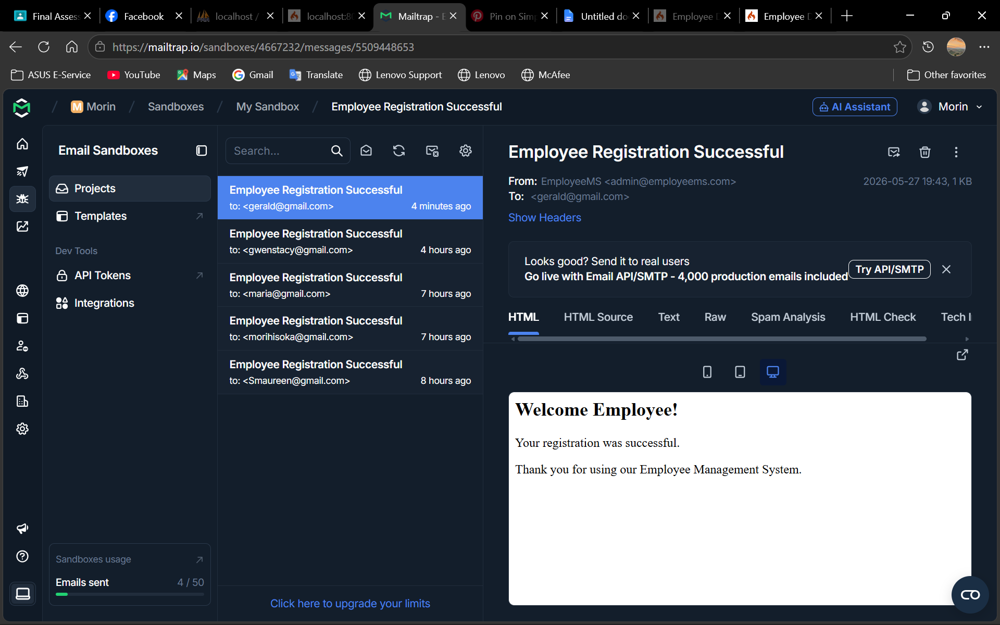 Final Assess
Facebook
localhost /
localhost:80
Mailtrap - E
Pin on Simp
Untitled do
Employee D
Employee D
https://mailtrap.io/sandboxes/4667232/messages/5509448653
ASUS E-Service
YouTube
Maps
Gmail
Translate
Lenovo Support
Lenovo
McAfee
Other favorites
/ M Morin / Sandboxes / My Sandbox / Employee Registration Successful
AI Assistant
Morin
Email Sandboxes
Projects
Templates
Dev Tools
API Tokens
Integrations
Sandboxes usage
Emails sent 4 / 50
Search...
Employee Registration Successful
to: <gerald@gmail.com> 4 minutes ago
Employee Registration Successful
to: <gwenstacy@gmail.com> 4 hours ago
Employee Registration Successful
to: <maria@gmail.com> 7 hours ago
Employee Registration Successful
to: <morihisoka@gmail.com> 7 hours ago
Employee Registration Successful
to: <Smaureen@gmail.com> 8 hours ago
Click here to upgrade your limits
Employee Registration Successful
From: EmployeeMS <admin@employeems.com> 2026-05-27 19:43, 1 KB
To: <gerald@gmail.com>
Show Headers
Looks good? Send it to real users
Go live with Email API/SMTP - 4,000 production emails included
Try API/SMTP
HTML
HTML Source
Text
Raw
Spam Analysis
HTML Check
Tech I
Welcome Employee!
Your registration was successful.
Thank you for using our Employee Management System.